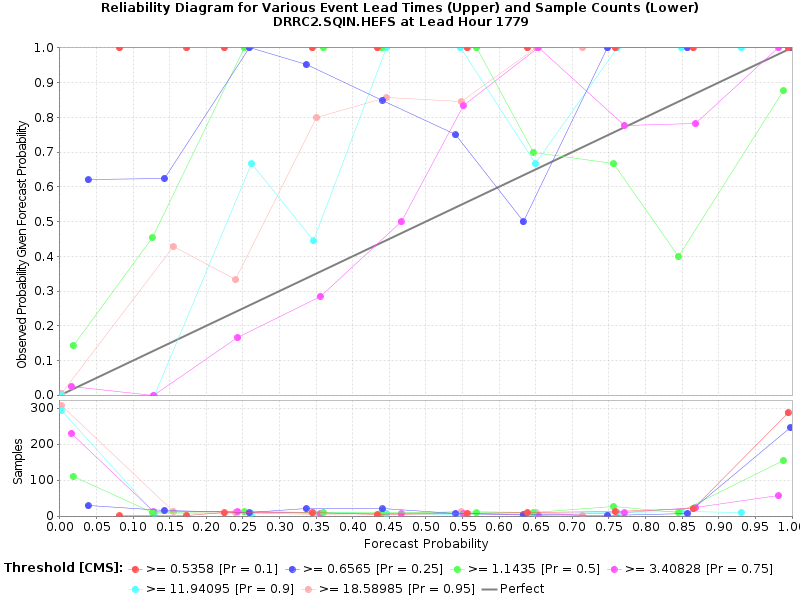 Reliability Diagram for Various Event Lead Times (Upper) and Sample Counts (Lower)
DRRC2.SQIN.HEFS at Lead Hour 1779
Observed Probability Given Forecast Probability
1.0
0.9
0.8
0.7
0.6
0.5
0.4
0.3
0.2
0.1
0.0
Samples
300
200
100
0
0.00 0.05 0.10 0.15 0.20 0.25 0.30 0.35 0.40 0.45 0.50 0.55 0.60 0.65 0.70 0.75 0.80 0.85 0.90 0.95 1.0
Forecast Probability
Threshold [CMS]: >= 0.5358 [Pr = 0.1] >= 0.6565 [Pr = 0.25] >= 1.1435 [Pr = 0.5] >= 3.40828 [Pr = 0.75]
>= 11.94095 [Pr = 0.9] >= 18.58985 [Pr = 0.95] Perfect